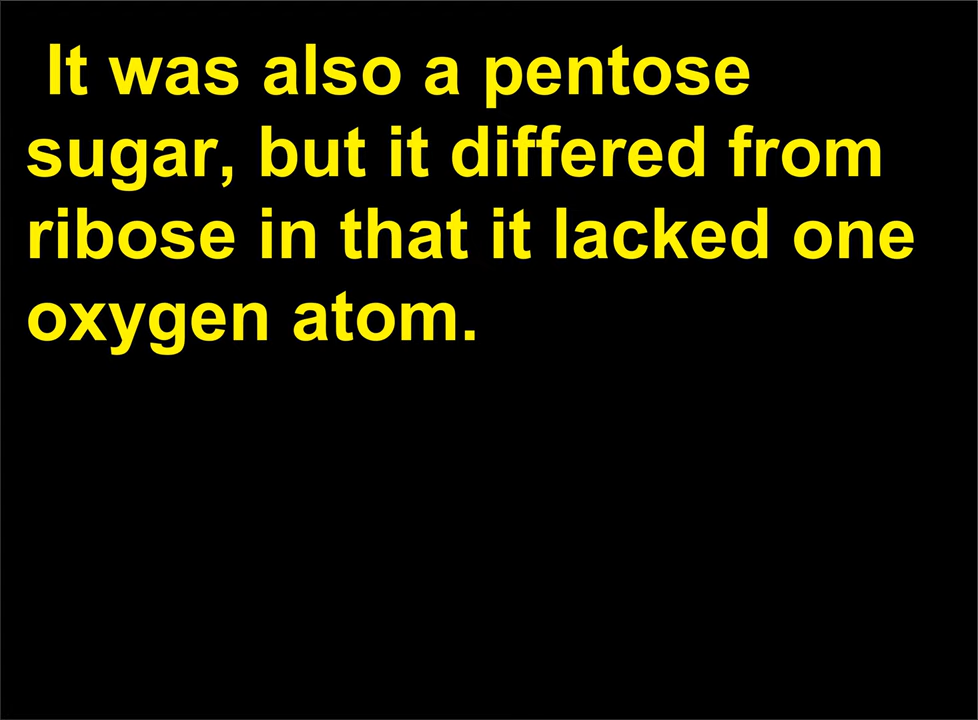 It was also a pentose
sugar, but it differed from
ribose in that it lacked one
oxygen atom.